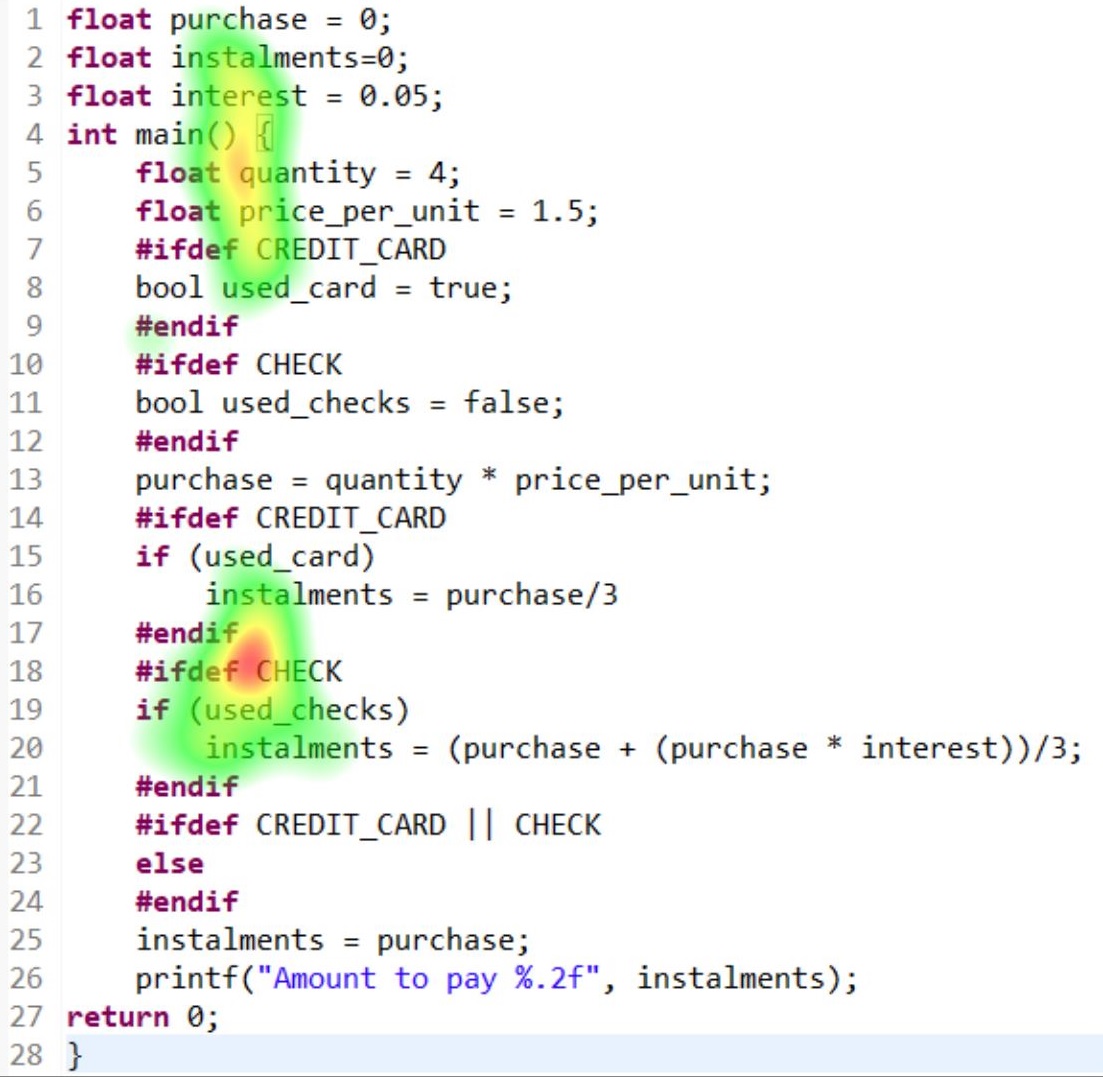 1 float purchase = 0;
2 float instalments=0;
3 float interest = 0.05;
4 int main() {
5     float quantity = 4;
6     float price_per_unit = 1.5;
7     #ifdef CREDIT_CARD
8     bool used_card = true;
9     #endif
10     #ifdef CHECK
11     bool used_checks = false;
12     #endif
13     purchase = quantity * price_per_unit;
14     #ifdef CREDIT_CARD
15     if (used_card)
16         instalments = purchase/3
17     #endif
18     #ifdef CHECK
19     if (used_checks)
20         instalments = (purchase + (purchase * interest))/3;
21     #endif
22     #ifdef CREDIT_CARD || CHECK
23     else
24     #endif
25     instalments = purchase;
26     printf("Amount to pay %.2f", instalments);
27 return 0;
28 }